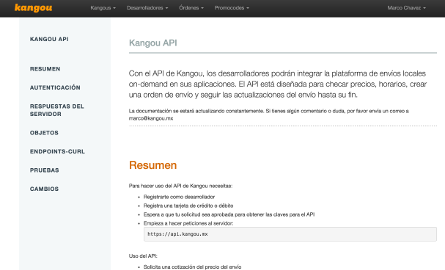 kangou
Kangous
Desarrolladores
Órdenes
Promocodes
Marco Chavez
KANGOU API
RESUMEN
AUTENTICACIÓN
RESPUESTAS DEL
SERVIDOR
OBJETOS
ENDPOINTS-CURL
PRUEBAS
CAMBIOS
Kangou API
Con el API de Kangou, los desarrolladores podrán integrar la plataforma de envíos locales
on-demand en sus aplicaciones. El API está diseñada para checar precios, horarios, crear
una orden de envío y seguir las actualizaciones del envío hasta su fin.
La documentación se estará actualizando constantemente. Si tienes algún comentario o duda, por favor envía un correo a
marco@kangou.mx
Resumen
Para hacer uso del API de Kangou necesitas:
Registrarte como desarrollador
Registra una tarjeta de crédito o débito
Espera a que tu solicitud sea aprobada para obtener las claves para el API
Empieza a hacer peticiones al servidor:
https://api.kangou.mx
Uso del API:
Solicita una cotización del precio del envío